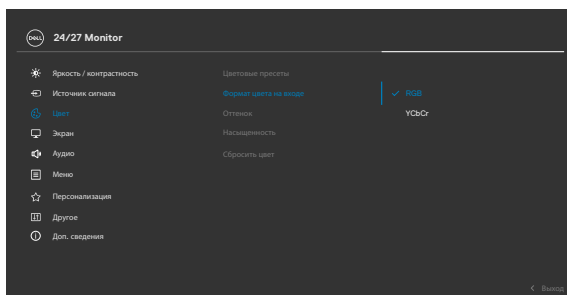 DELL
24/27 Monitor
Яркость / контрастность
Цветовые пресеты
Источник сигнала
Формат цвета на входе
RGB
Цвет
Оттенок
YCbCr
Экран
Насыщенность
Аудио
Сбросить цвет
Меню
Персонализация
Другое
Доп. сведения
Выход